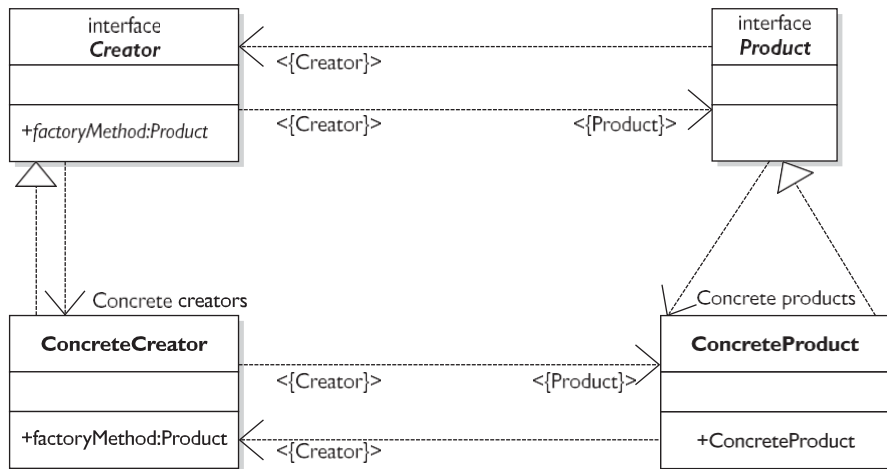 interface
Creator
+factoryMethod:Product
interface
Product
<{Creator}>
<{Creator}>
<{Product}>
Concrete creators
Concrete products
ConcreteCreator
+factoryMethod:Product
ConcreteProduct
+ConcreteProduct
<{Creator}>
<{Product}>
<{Creator}>